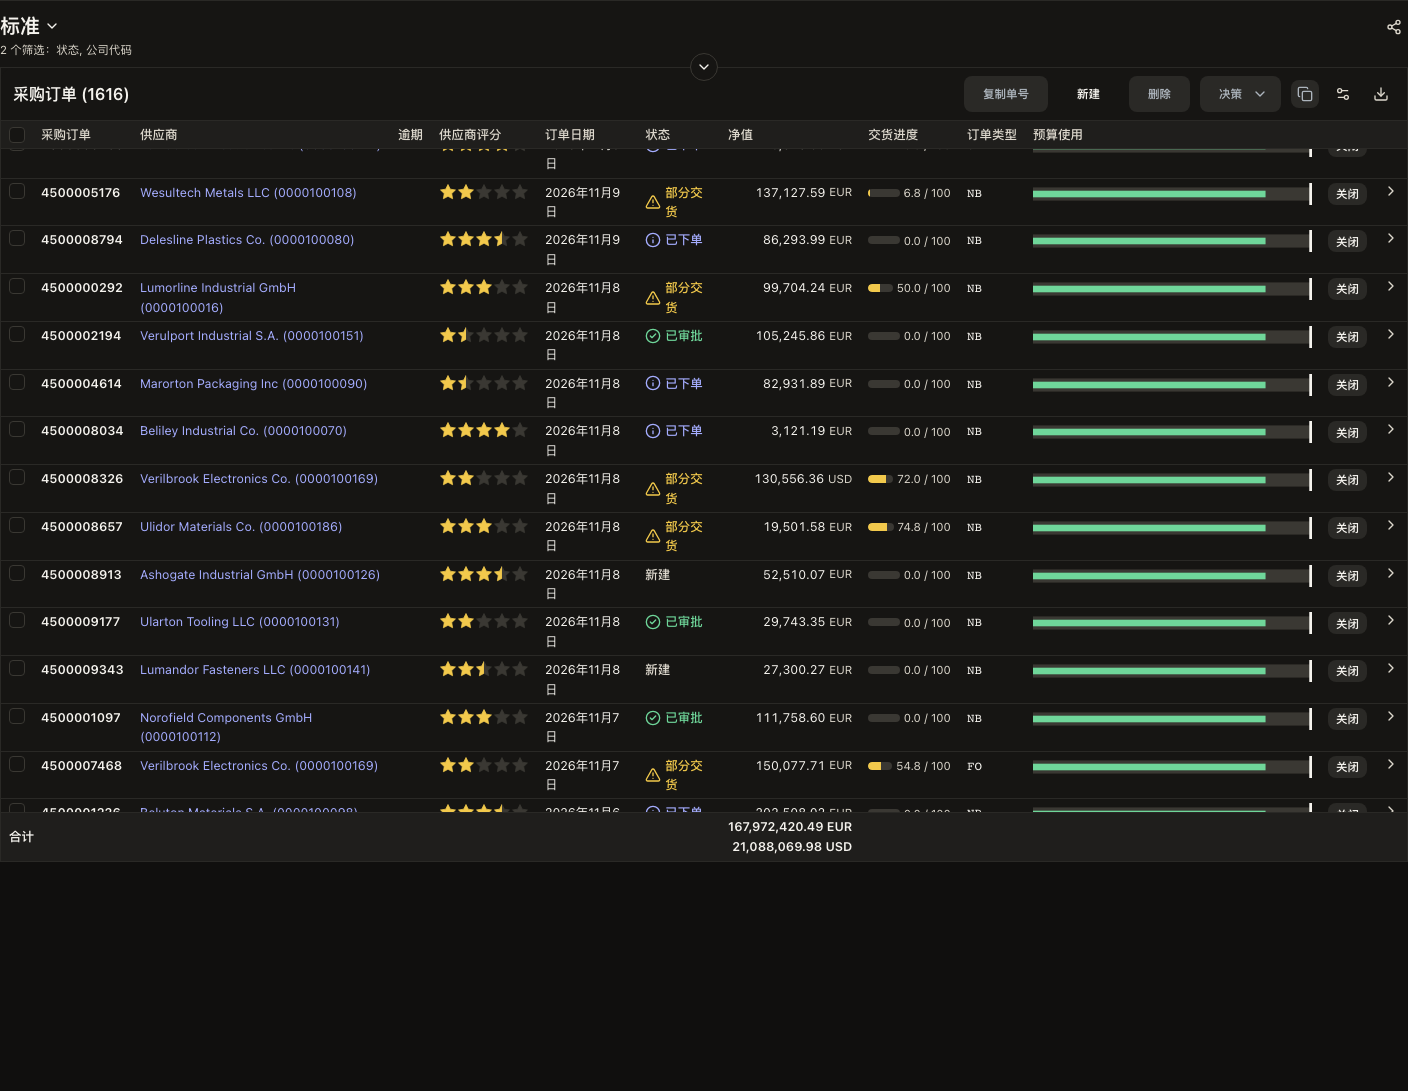 标准
2 个筛选：状态, 公司代码
采购订单 (1616)
复制单号 新建 删除 决策
采购订单 供应商 逾期 供应商评分 订单日期 状态 净值 交货进度 订单类型 预算使用
日
4500005176 Wesultech Metals LLC (0000100108) 2026年11月9日 部分交货 137,127.59 EUR 6.8 / 100 NB 关闭
4500008794 Delesline Plastics Co. (0000100080) 2026年11月9日 已下单 86,293.99 EUR 0.0 / 100 NB 关闭
4500000292 Lumorline Industrial GmbH (0000100016) 2026年11月8日 部分交货 99,704.24 EUR 50.0 / 100 NB 关闭
4500002194 Verulport Industrial S.A. (0000100151) 2026年11月8日 已审批 105,245.86 EUR 0.0 / 100 NB 关闭
4500004614 Marorton Packaging Inc (0000100090) 2026年11月8日 已下单 82,931.89 EUR 0.0 / 100 NB 关闭
4500008034 Beliley Industrial Co. (0000100070) 2026年11月8日 已下单 3,121.19 EUR 0.0 / 100 NB 关闭
4500008326 Verilbrook Electronics Co. (0000100169) 2026年11月8日 部分交货 130,556.36 USD 72.0 / 100 NB 关闭
4500008657 Ulidor Materials Co. (0000100186) 2026年11月8日 部分交货 19,501.58 EUR 74.8 / 100 NB 关闭
4500008913 Ashogate Industrial GmbH (0000100126) 2026年11月8日 新建 52,510.07 EUR 0.0 / 100 NB 关闭
4500009177 Ularton Tooling LLC (0000100131) 2026年11月8日 已审批 29,743.35 EUR 0.0 / 100 NB 关闭
4500009343 Lumandor Fasteners LLC (0000100141) 2026年11月8日 新建 27,300.27 EUR 0.0 / 100 NB 关闭
4500001097 Norofield Components GmbH (0000100112) 2026年11月7日 已审批 111,758.60 EUR 0.0 / 100 NB 关闭
4500007468 Verilbrook Electronics Co. (0000100169) 2026年11月7日 部分交货 150,077.71 EUR 54.8 / 100 FO 关闭
合计 167,972,420.49 EUR
21,088,069.98 USD